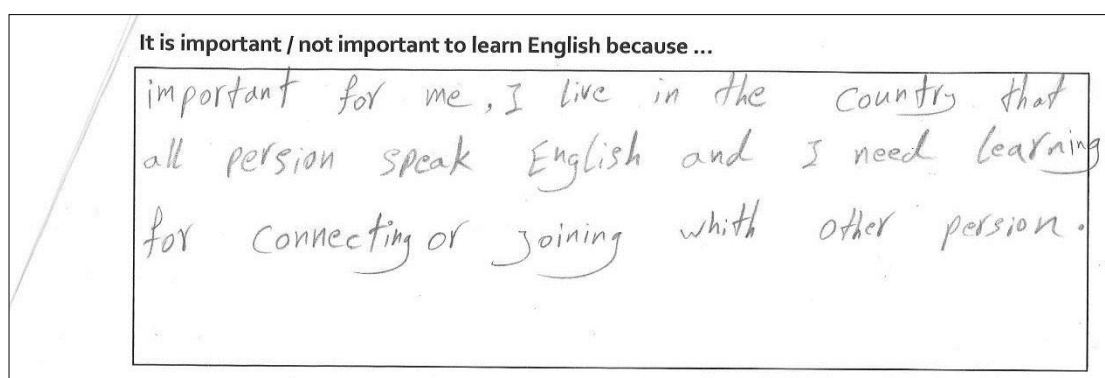 It is important / not important to learn English because ...
important for me, I live in the country that
all persion speak English and I need learning
for connecting or joining whith other persion.